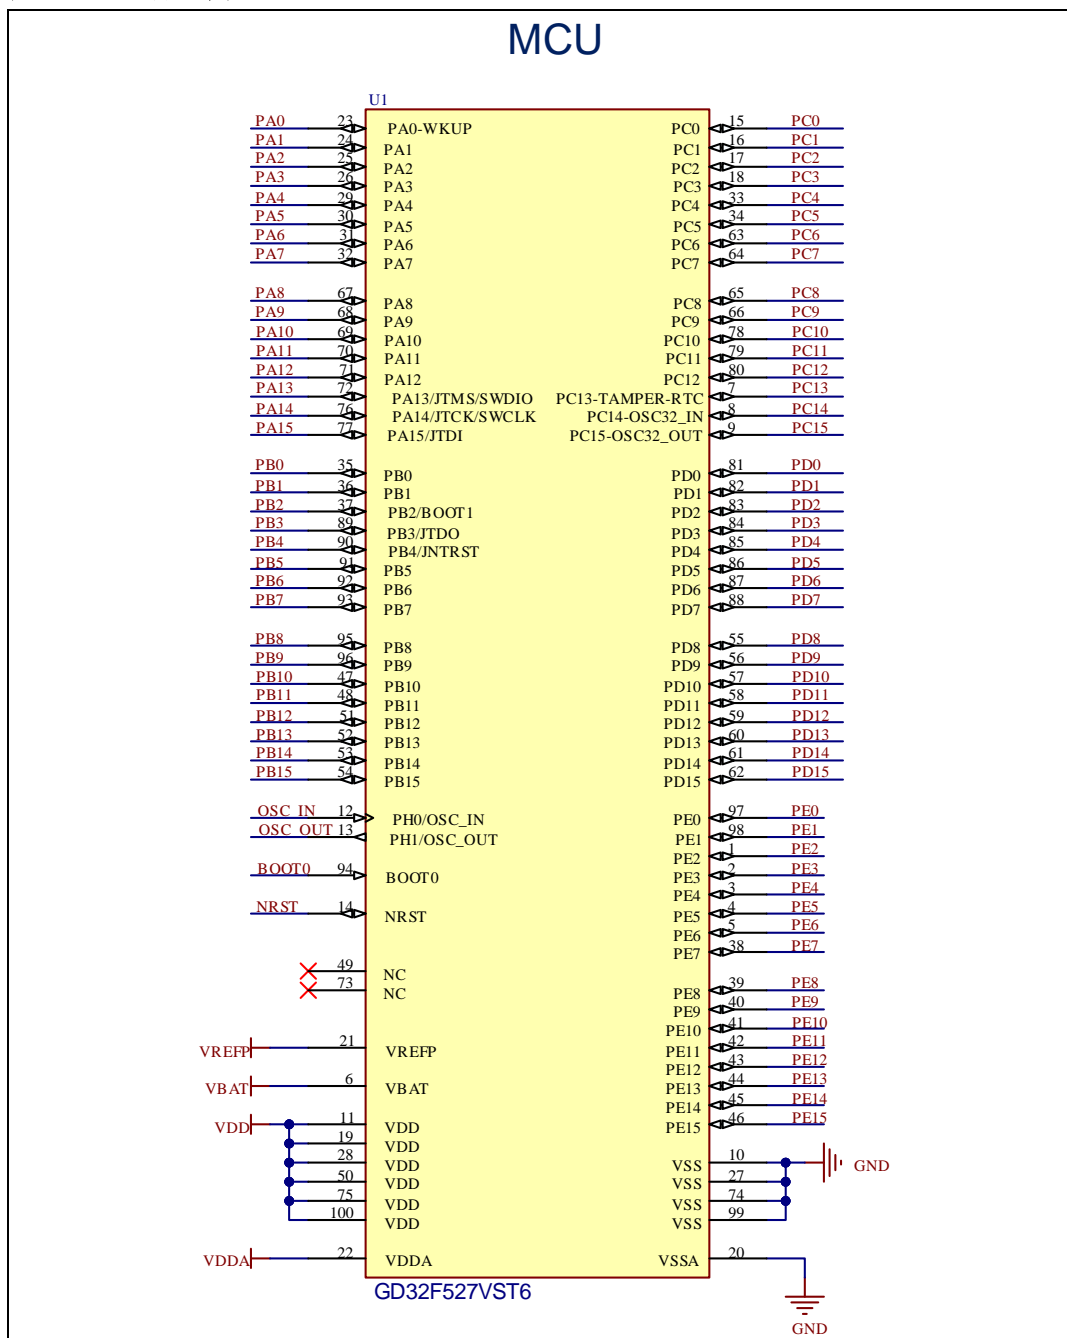 MCU
U1
PA0 23 PA0-WKUP PC0 15 PC0
PA1 24 PA1 PC1 16 PC1
PA2 25 PA2 PC2 17 PC2
PA3 26 PA3 PC3 18 PC3
PA4 29 PA4 PC4 33 PC4
PA5 30 PA5 PC5 34 PC5
PA6 31 PA6 PC6 63 PC6
PA7 32 PA7 PC7 64 PC7
PA8 67 PA8 PC8 65 PC8
PA9 68 PA9 PC9 66 PC9
PA10 69 PA10 PC10 78 PC10
PA11 70 PA11 PC11 79 PC11
PA12 71 PA12 PC12 80 PC12
PA13 72 PA13/JTMS/SWDIO PC13-TAMPER-RTC 7 PC13
PA14 76 PA14/JTCK/SWCLK PC14-OSC32_IN 8 PC14
PA15 77 PA15/JTDI PC15-OSC32_OUT 9 PC15
PB0 35 PB0 PD0 81 PD0
PB1 36 PB1 PD1 82 PD1
PB2 37 PB2/BOOT1 PD2 83 PD2
PB3 89 PB3/JTDO PD3 84 PD3
PB4 90 PB4/JNTRST PD4 85 PD4
PB5 91 PB5 PD5 86 PD5
PB6 92 PB6 PD6 87 PD6
PB7 93 PB7 PD7 88 PD7
PB8 95 PB8 PD8 55 PD8
PB9 96 PB9 PD9 56 PD9
PB10 47 PB10 PD10 57 PD10
PB11 48 PB11 PD11 58 PD11
PB12 51 PB12 PD12 59 PD12
PB13 52 PB13 PD13 60 PD13
PB14 53 PB14 PD14 61 PD14
PB15 54 PB15 PD15 62 PD15
OSC_IN 12 PH0/OSC_IN PE0 97 PE0
OSC_OUT 13 PH1/OSC_OUT PE1 98 PE1
PE2 1 PE2
BOOT0 94 BOOT0 PE3 2 PE3
PE4 3 PE4
NRST 14 NRST PE5 4 PE5
PE6 5 PE6
PE7 38 PE7
49 NC
73 NC PE8 39 PE8
PE9 40 PE9
PE10 41 PE10
VREFP 21 VREFP PE11 42 PE11
PE12 43 PE12
VBAT 6 VBAT PE13 44 PE13
PE14 45 PE14
VDD 11 VDD PE15 46 PE15
19 VDD
28 VDD VSS 10 GND
50 VDD VSS 27
75 VDD VSS 74
100 VDD VSS 99
VDDA 22 VDDA VSSA 20
GD32F527VST6
GND